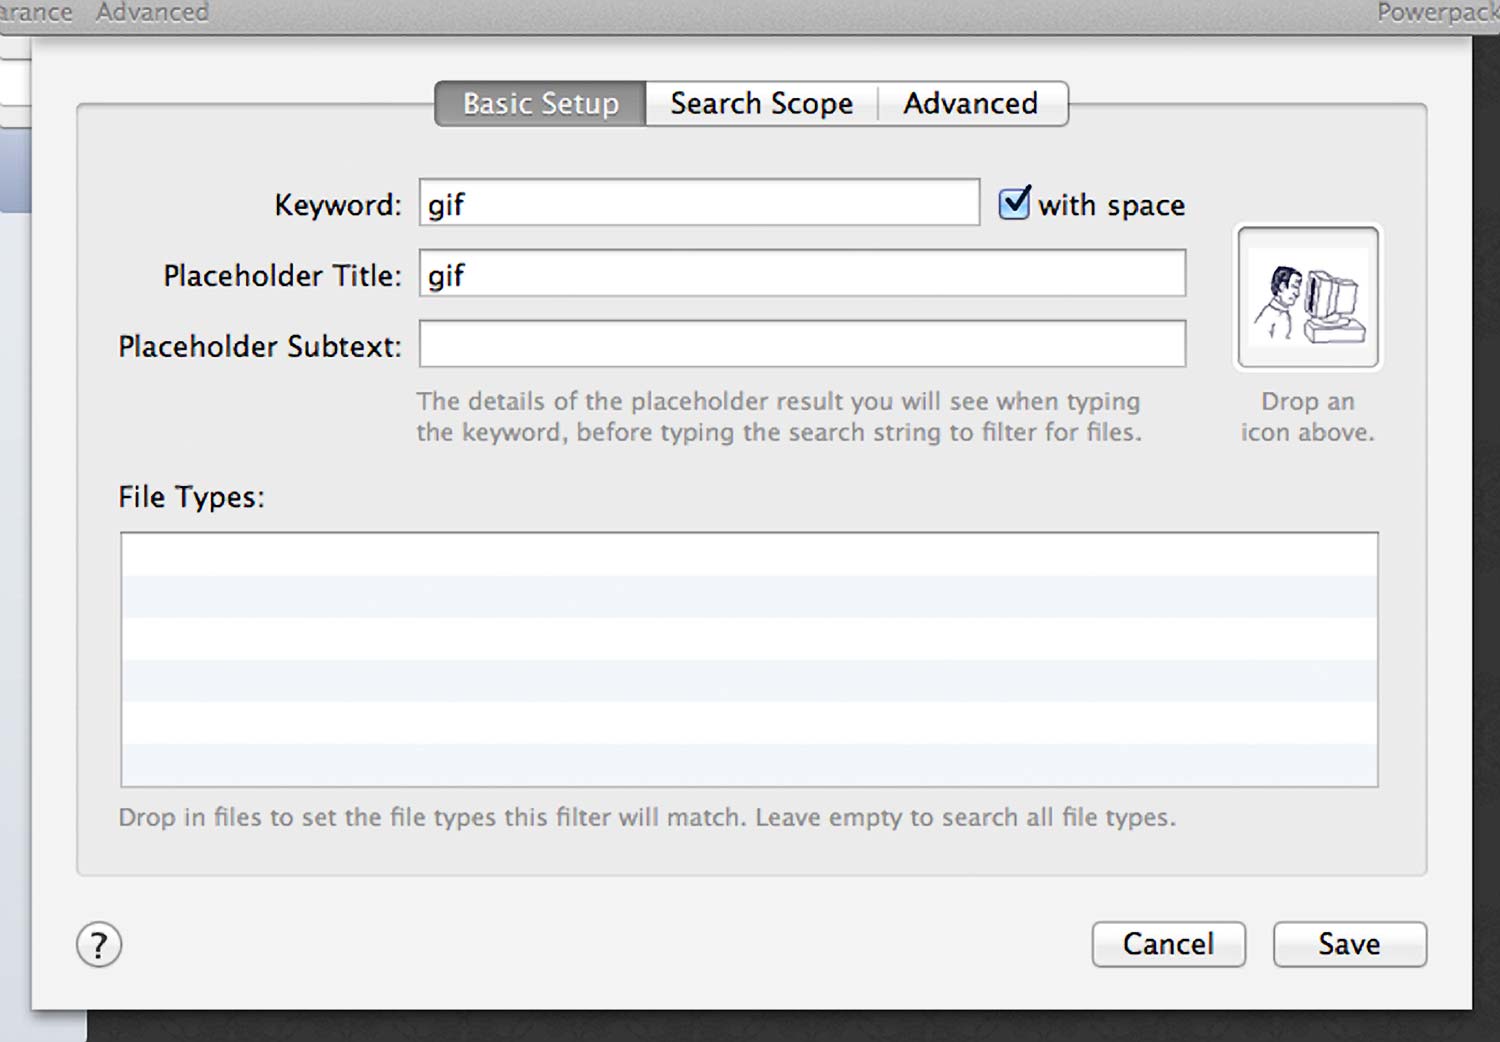 Advanced
Powerpack
Basic Setup
Search Scope
Advanced
Keyword:
gif
with space
Placeholder Title:
gif
Placeholder Subtext:
The details of the placeholder result you will see when typing
the keyword, before typing the search string to filter for files.
Drop an
icon above.
File Types:
Drop in files to set the file types this filter will match. Leave empty to search all file types.
?
Cancel
Save